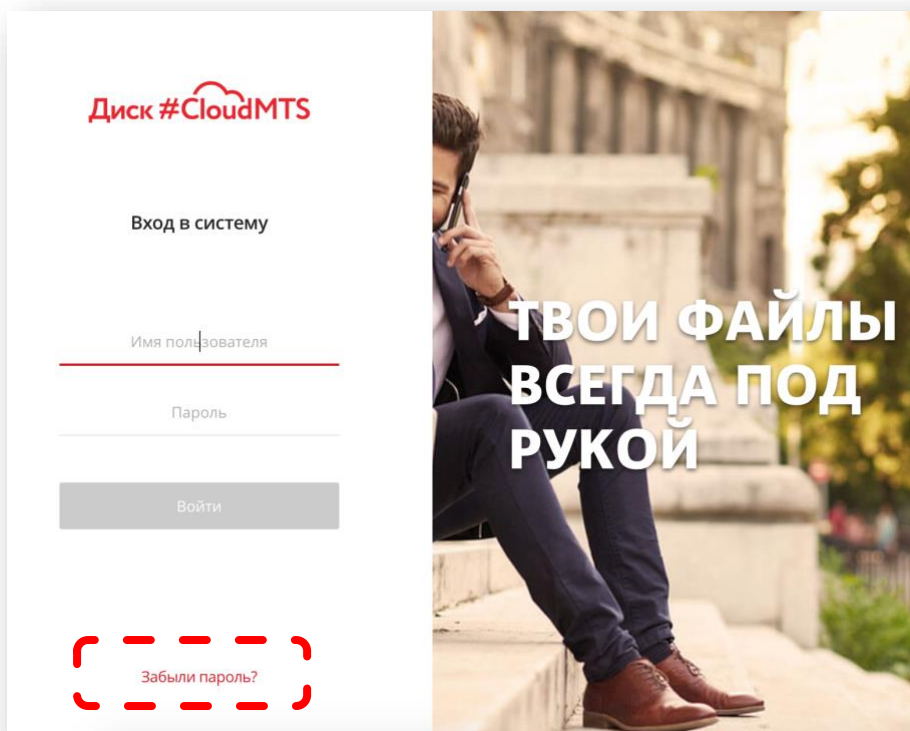 Диск #CloudMTS
Вход в систему
Имя пользователя
Пароль
Войти
Забыли пароль?
ТВОИ ФАЙЛЫ
ВСЕГДА ПОД
РУКОЙ